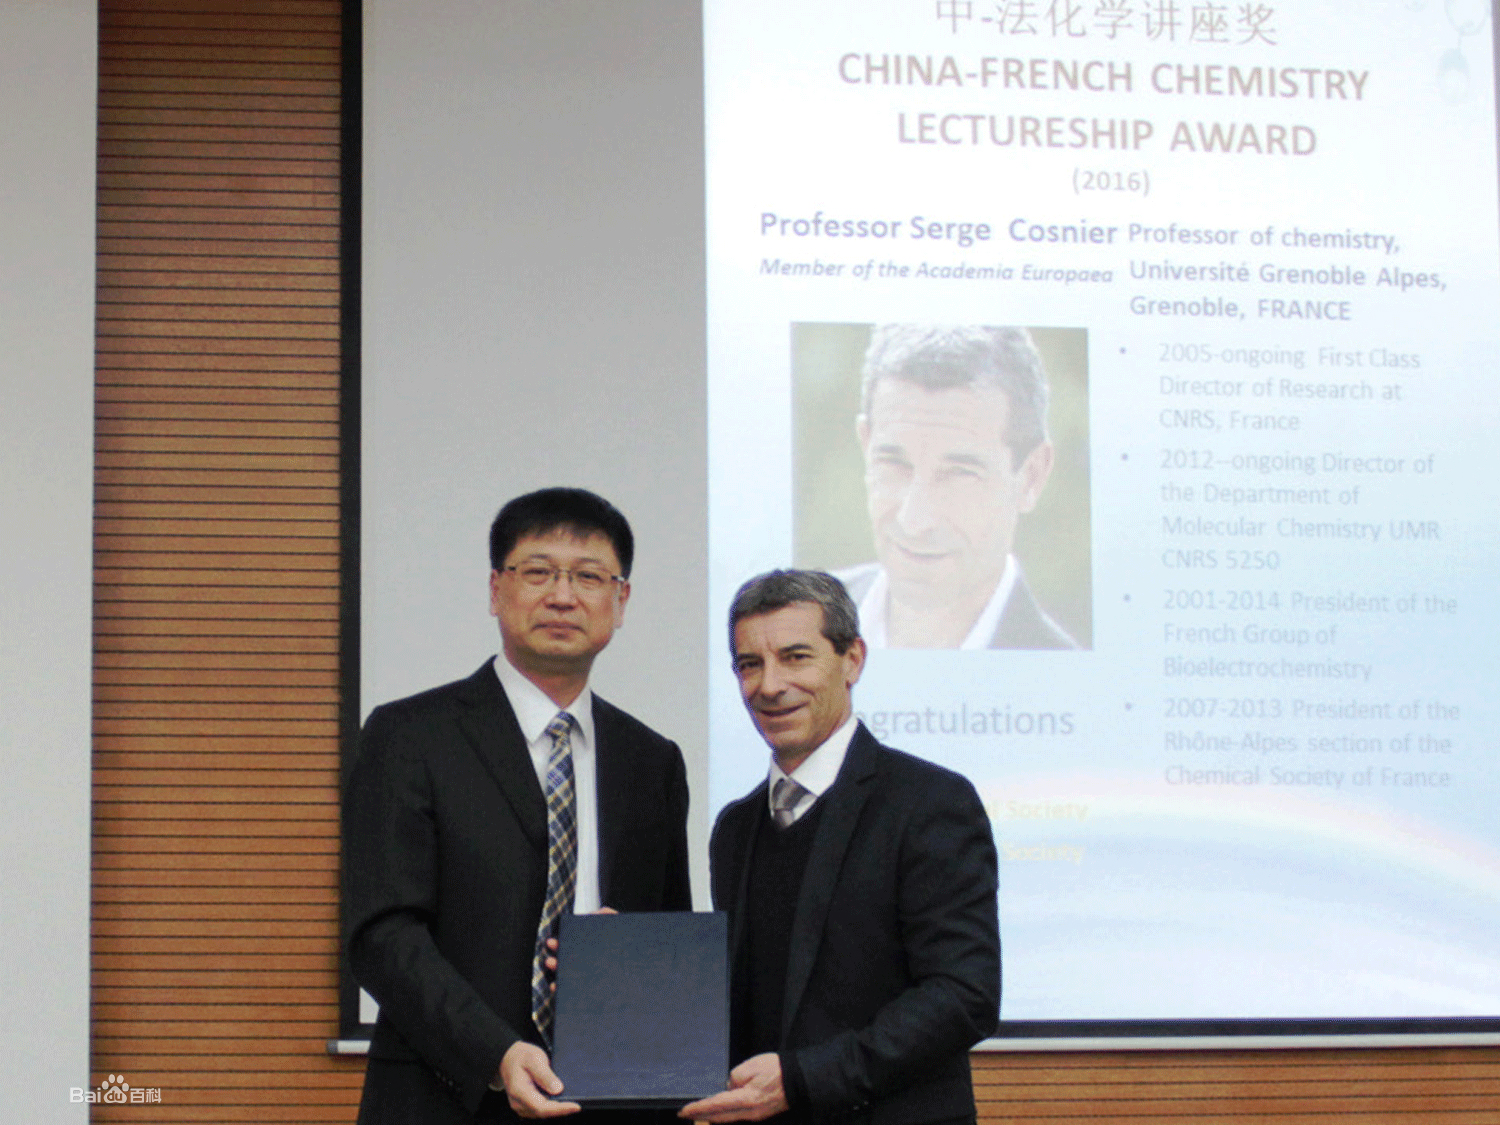 中-法化学讲座奖
CHINA-FRENCH CHEMISTRY
LECTURESHIP AWARD
(2016)
Professor Serge Cosnier
Member of the Academia Europaea
Professor of chemistry,
Université Grenoble Alpes,
Grenoble, FRANCE
• 2005-ongoing First Class
Director of Research at
CNRS, France
• 2012--ongoing Director of
the Department of
Molecular Chemistry UMR
CNRS 5250
• 2001-2014 President of the
French Group of
Bioelectrochemistry
• 2007-2013 President of the
Rhône-Alpes section of the
Chemical Society of France
ngratulations
l Society
Society
Baidu百科